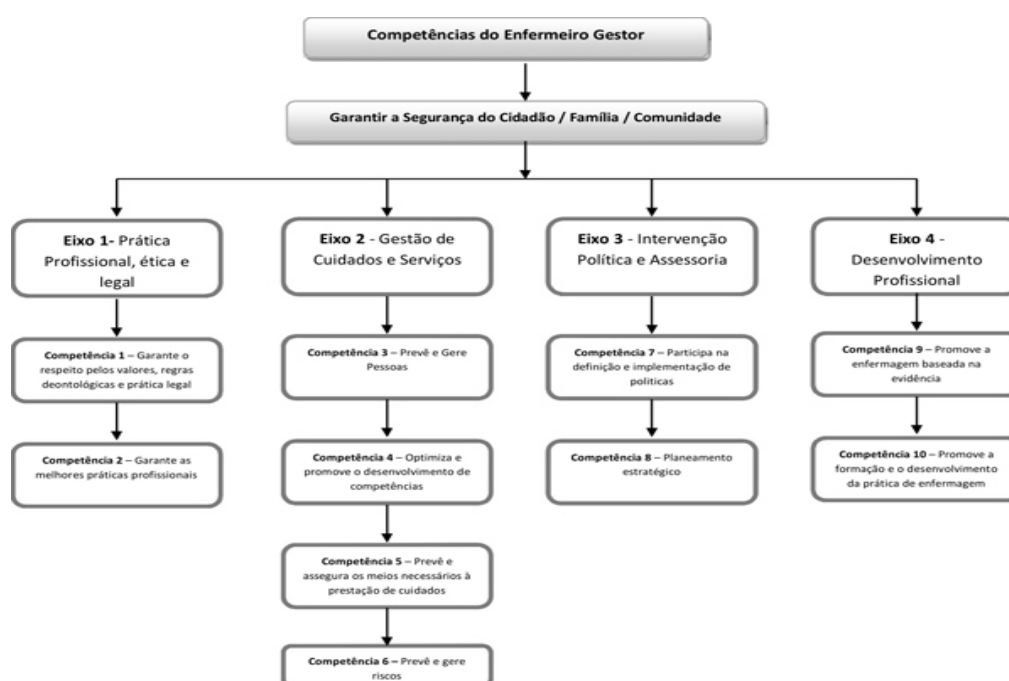 Competências do Enfermeiro Gestor
Garantir a Segurança do Cidadão / Família / Comunidade
Eixo 1- Prática
Profissional, ética e
legal
Competência 1 – Garante o
respeito pelos valores, regras
deontológicas e prática legal
Competência 2 – Garante as
melhores práticas profissionais
Eixo 2 - Gestão de
Cuidados e Serviços
Competência 3 – Prevê e Gere
Pessoas
Competência 4 – Optimiza e
promove o desenvolvimento de
competências
Competência 5 – Prevê e
assegura os meios necessários à
prestação de cuidados
Competência 6 – Prevê e gere
riscos
Eixo 3 - Intervenção
Política e Assessoria
Competência 7 – Participa na
definição e implementação de
politicas
Competência 8 – Planeamento
estratégico
Eixo 4 -
Desenvolvimento
Profissional
Competência 9 – Promove a
enfermagem baseada na
evidência
Competência 10 – Promove a
formação e o desenvolvimento
da prática de enfermagem